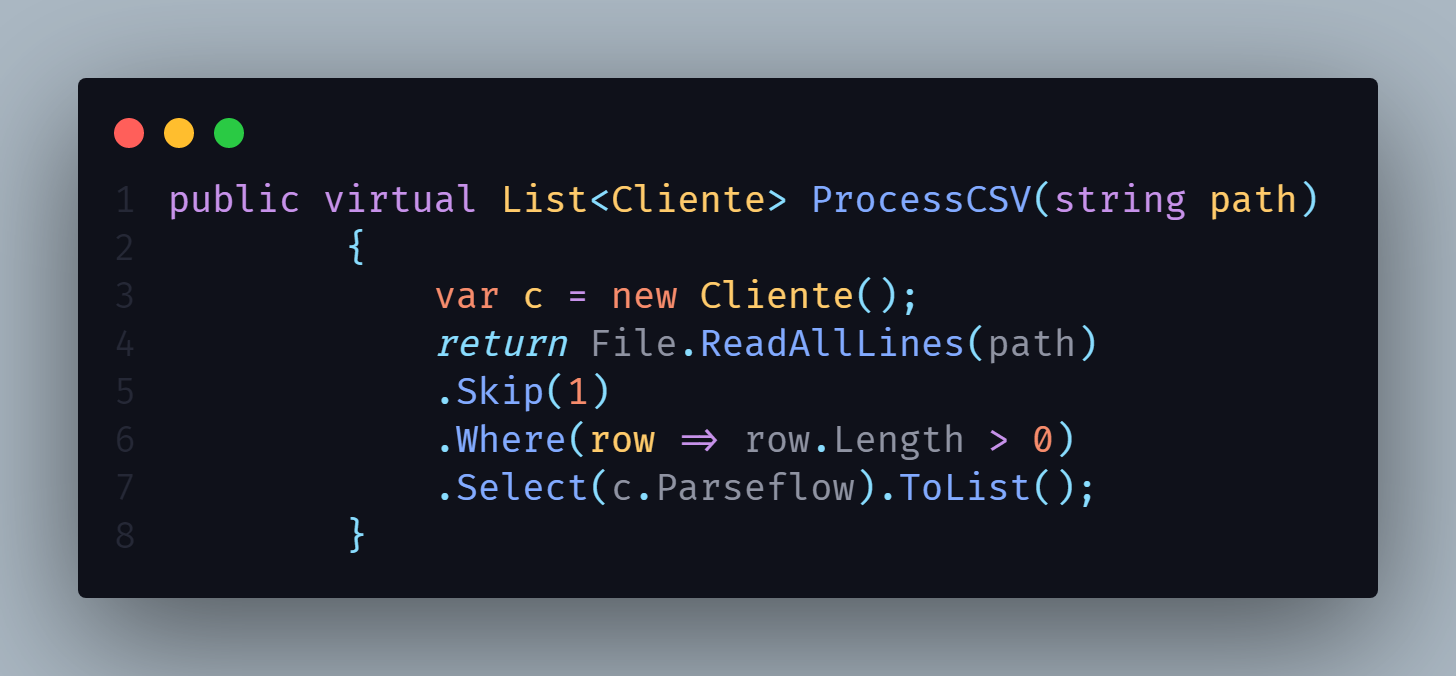 1 public virtual List<Cliente> ProcessCSV(string path)
2 {
3 var c = new Cliente();
4 return File.ReadAllLines(path)
5 .Skip(1)
6 .Where(row => row.Length > 0)
7 .Select(c.Parseflow).ToList();
8 }